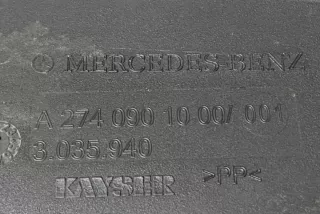 MERCEDES-BENZ
A 274 090 10 00/ 001
3.035.940
KAYSER >PP<